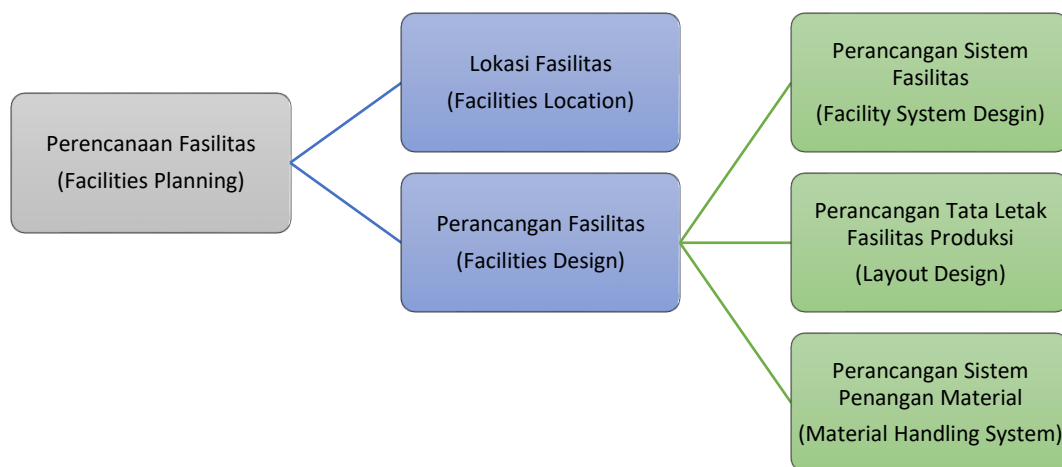 Perencanaan Fasilitas
(Facilities Planning)
Lokasi Fasilitas
(Facilities Location)
Perancangan Fasilitas
(Facilities Design)
Perancangan Sistem
Fasilitas
(Facility System Desgin)
Perancangan Tata Letak
Fasilitas Produksi
(Layout Design)
Perancangan Sistem
Penangan Material
(Material Handling System)